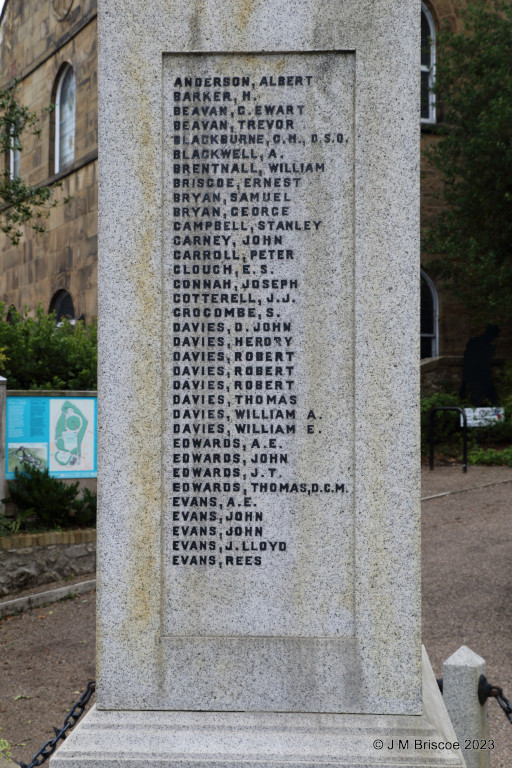 ANDERSON, ALBERT
BARKER, H.
BEAVAN, C. EWART
BEAVAN, TREVOR
BLACKBURNE, C.H., D.S.O.
BLACKWELL, A.
BRENTNALL, WILLIAM
BRISCOE, ERNEST
BRYAN, SAMUEL
BRYAN, GEORGE
CAMPBELL, STANLEY
CARNEY, JOHN
CARROLL, PETER
CLOUGH, E. S.
CONNAH, JOSEPH
COTTERELL, J.J.
CROCOMBE, S.
DAVIES, D. JOHN
DAVIES, HERDRY
DAVIES, ROBERT
DAVIES, ROBERT
DAVIES, ROBERT
DAVIES, THOMAS
DAVIES, WILLIAM A.
DAVIES, WILLIAM E.
EDWARDS, A.E.
EDWARDS, JOHN
EDWARDS, J.T.
EDWARDS, THOMAS, D.C.M.
EVANS, A.E.
EVANS, JOHN
EVANS, JOHN
EVANS, J. LLOYD
EVANS, REES
© J M Briscoe 2023